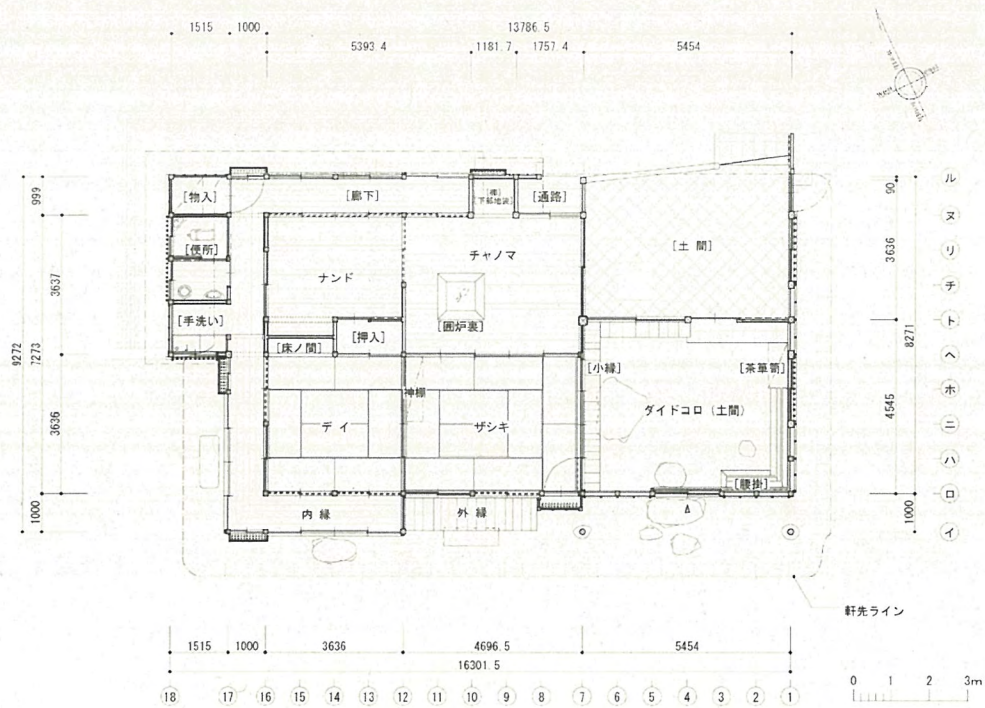 1515 1000 13786.5
5393.4 1181.7 1757.4 5454
999
3637
3636
7273
9272
1000
90
3636
8271
4545
1000
ル
ヌ
リ
チ
ト
ヘ
ホ
ニ
ハ
ロ
イ
[物入]
[廊下]
[通路]
[便所]
[手洗い]
ナンド
チャノマ
[囲炉裏]
[土間]
[床ノ間]
[押入]
[小縁]
[茶箪笥]
神棚
デイ
ザシキ
ダイドコロ(土間)
[腰掛]
内縁
外縁
軒先ライン
1515 1000 3636 4696.5 5454
16301.5
18 17 16 15 14 13 12 11 10 9 8 7 6 5 4 3 2 1
0 1 2 3m